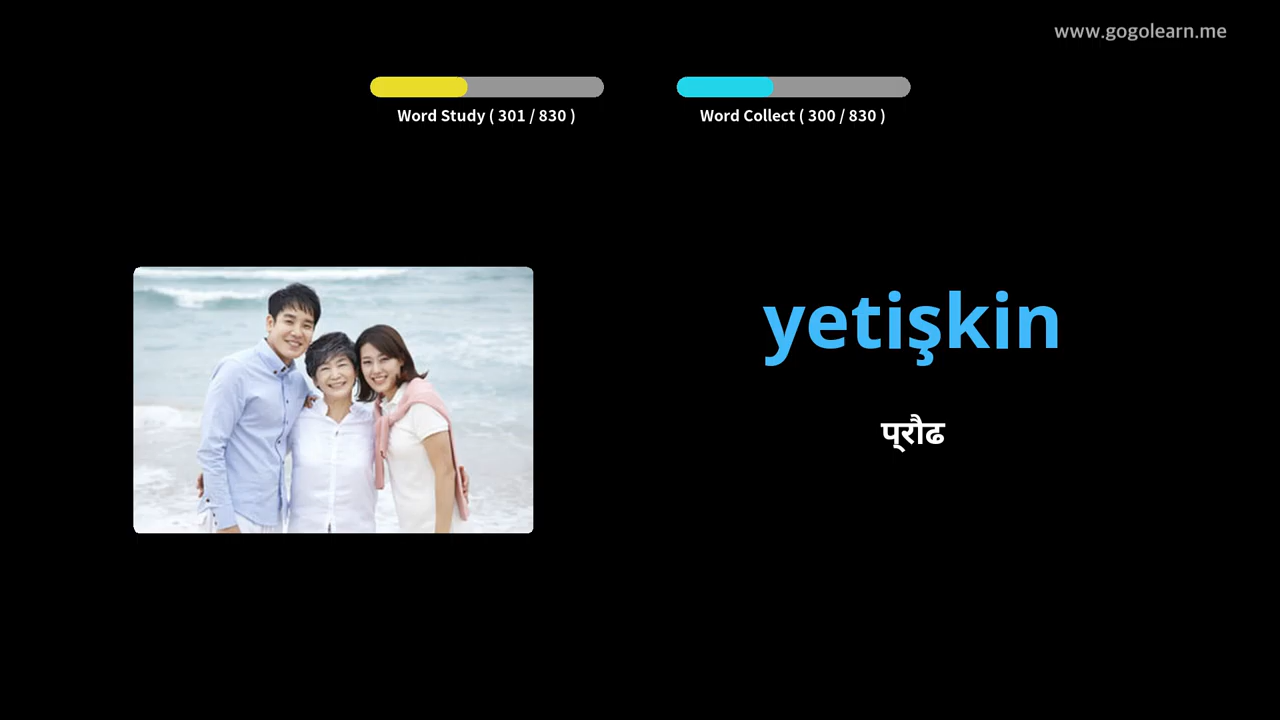 www.gogolearn.me
Word Study ( 301 / 830 )
Word Collect ( 300 / 830 )
yetişkin
प्रौढ